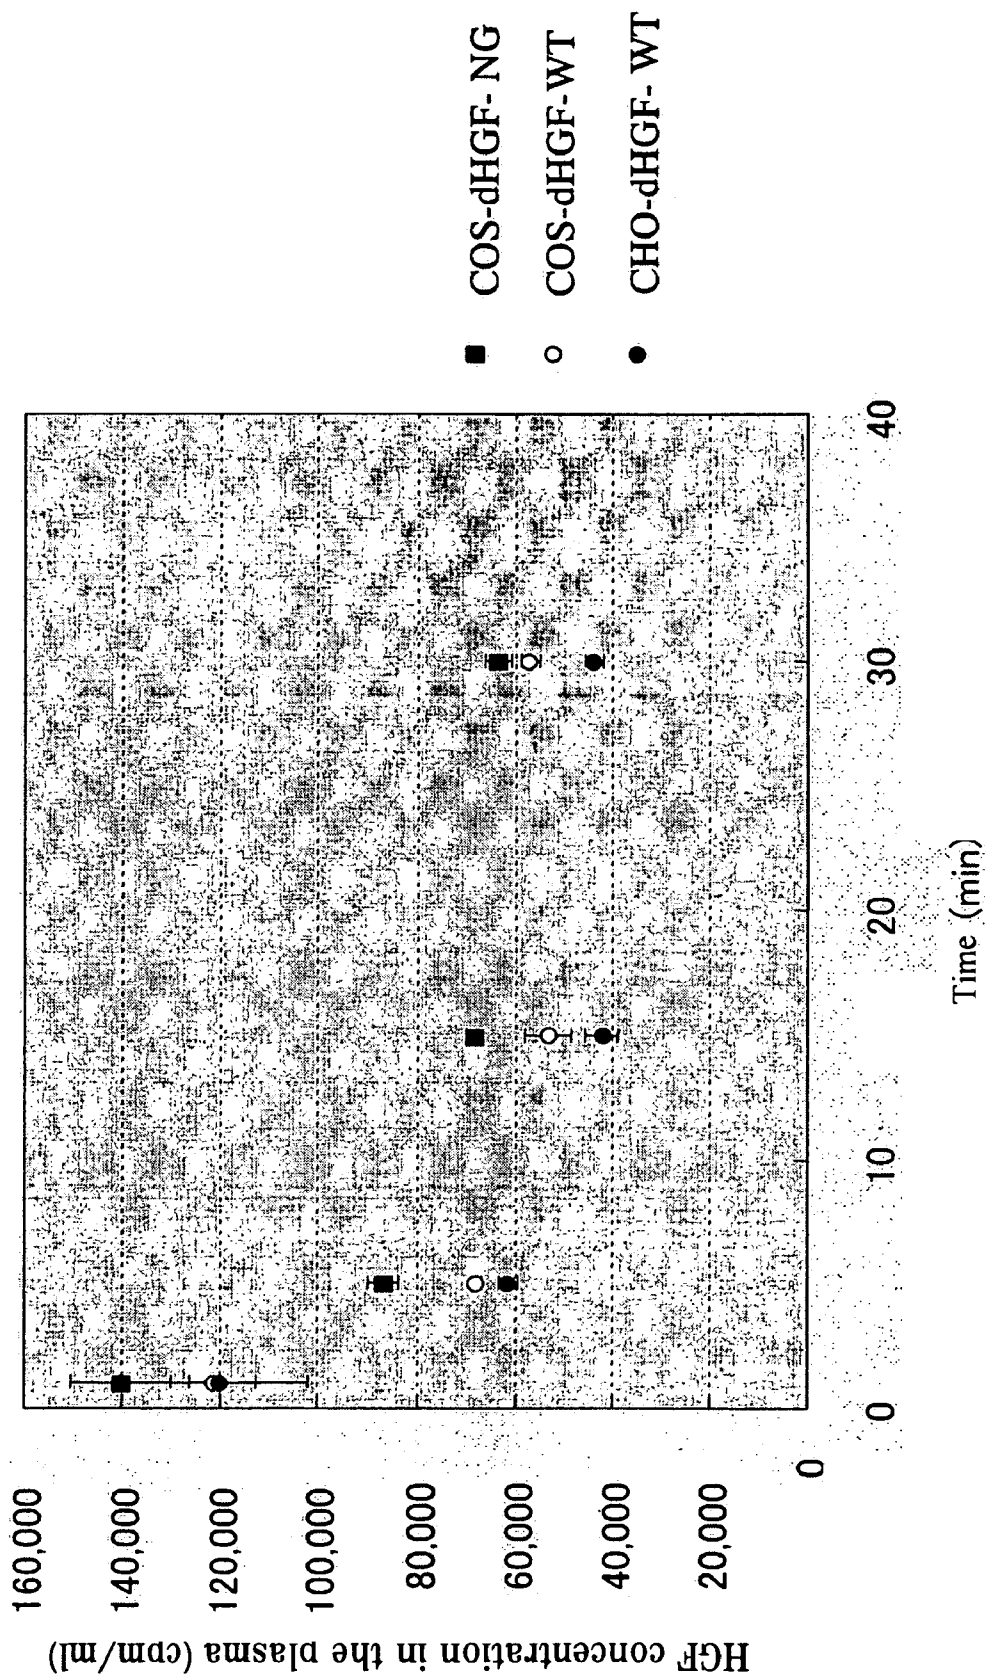 HGF concentration in the plasma (cpm/ml)
160,000
140,000
120,000
100,000
80,000
60,000
40,000
20,000
0
0
10
20
30
40
Time (min)
COS-dHGF- NG
COS-dHGF-WT
CHO-dHGF- WT